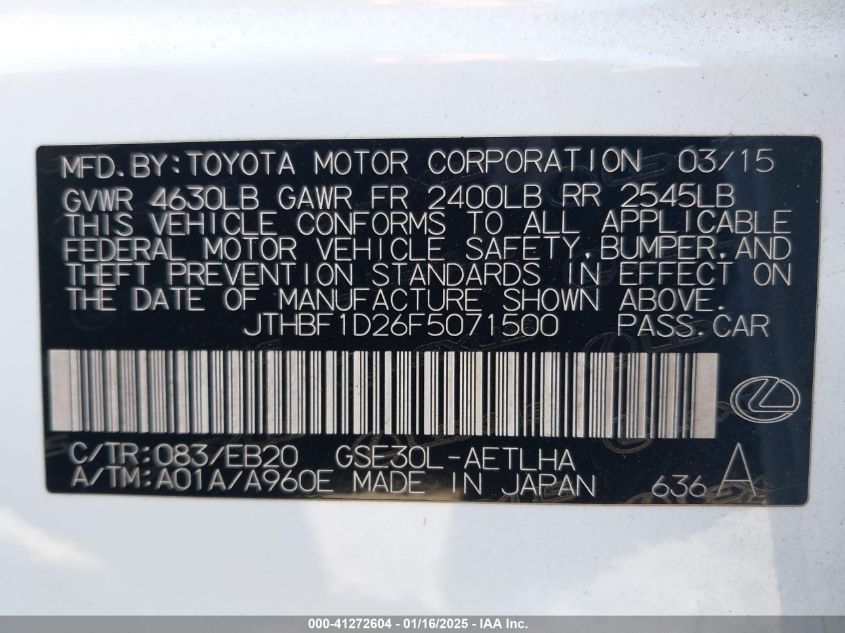 MFD.BY:TOYOTA MOTOR CORPORATION 03/15
GVWR 4630LB GAWR FR 2400LB RR 2545LB
THIS VEHICLE CONFORMS TO ALL APPLICABLE
FEDERAL MOTOR VEHICLE SAFETY,BUMPER,AND
THEFT PREVENTION STANDARDS IN EFFECT ON
THE DATE OF MANUFACTURE SHOWN ABOVE.
JTHBF1D26F5071500 PASS.CAR
C/TR:083/EB20 GSE30L-AETLHA
A/TM:A01A/A960E MADE IN JAPAN 636 A
000-41272604 - 01/16/2025 - IAAI.COM